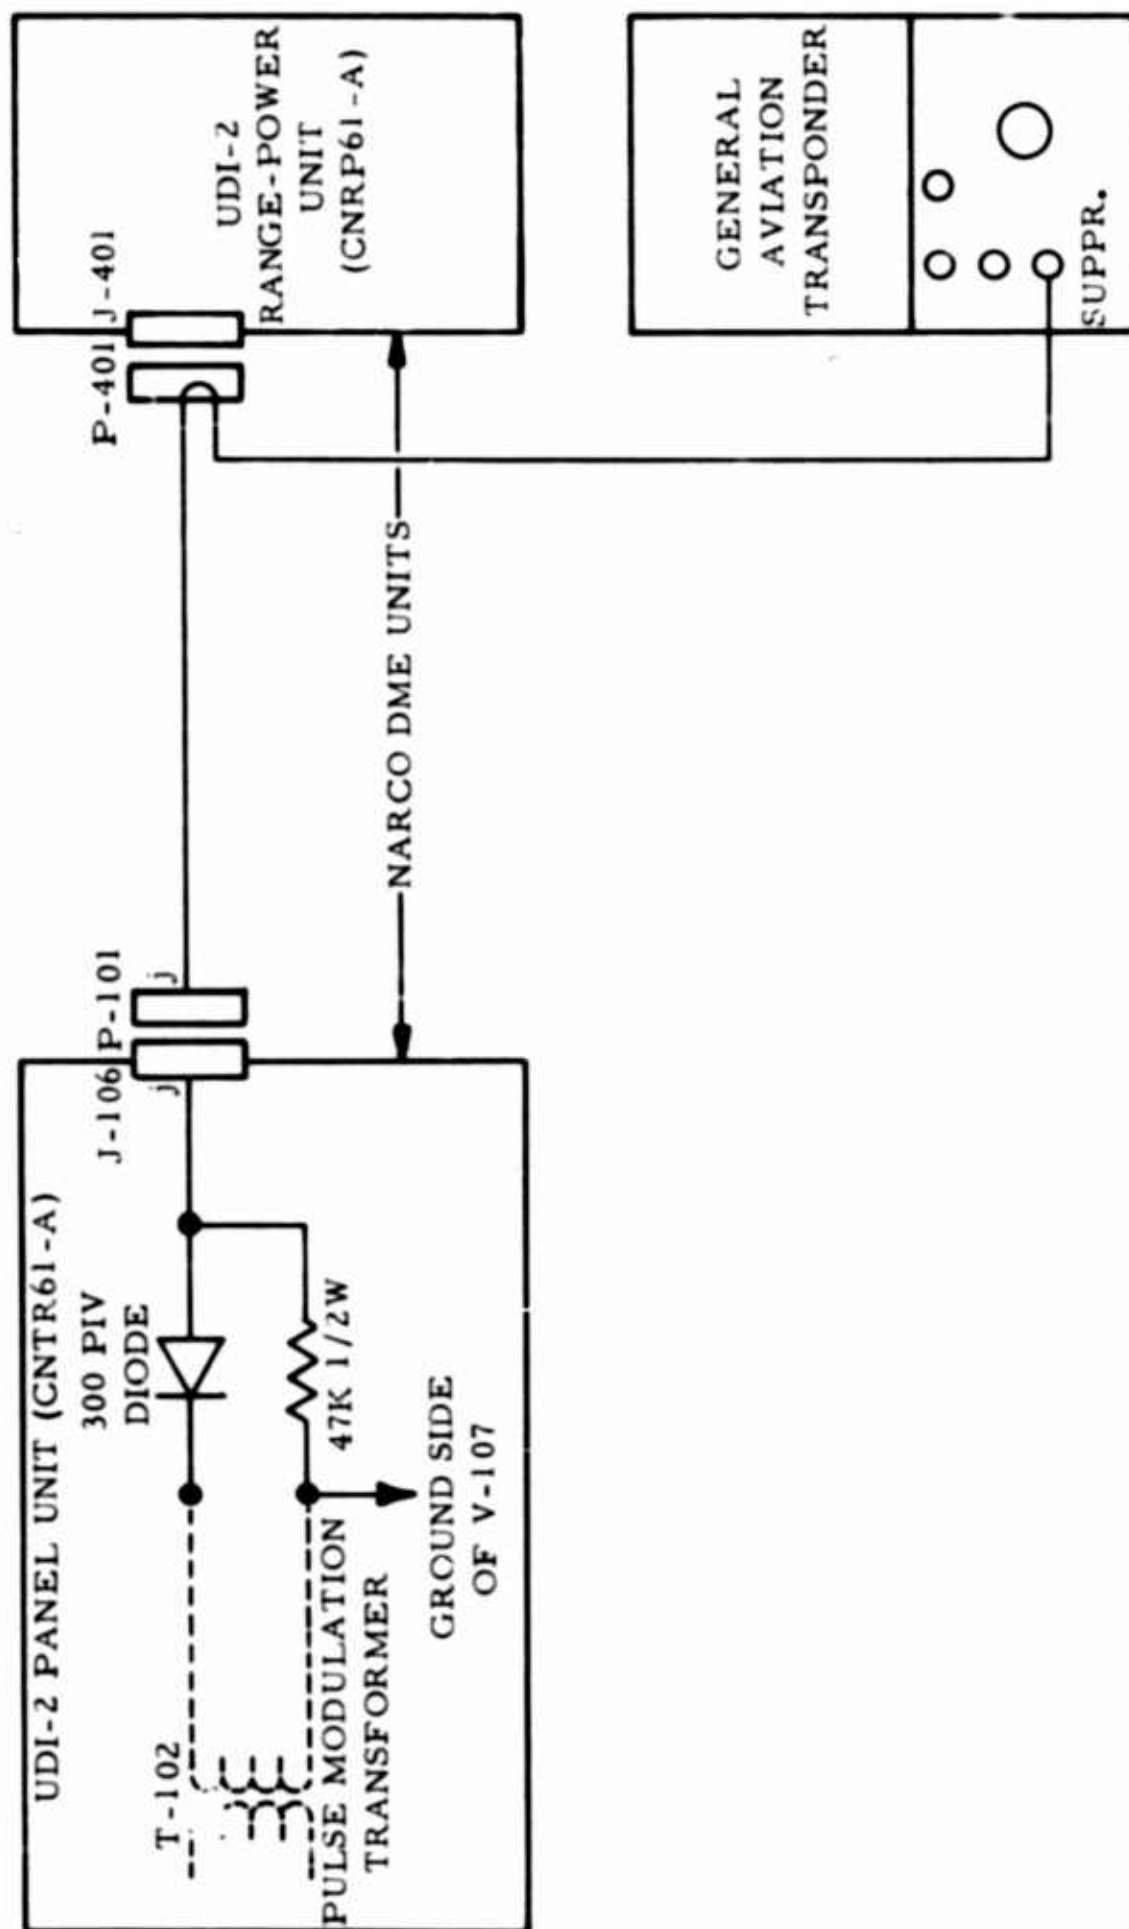 UDI-2 PANEL UNIT (CNTR61-A)
300 PIV
DIODE
T-102
47K 1/2W
PULSE MODULATION
TRANSFORMER
GROUND SIDE
OF V-107
J-106
P-101
j
j
NARCO DME UNITS
P-401
J-401
UDI-2
RANGE-POWER
UNIT
(CNRP61-A)
GENERAL
AVIATION
TRANSPONDER
SUPPR.